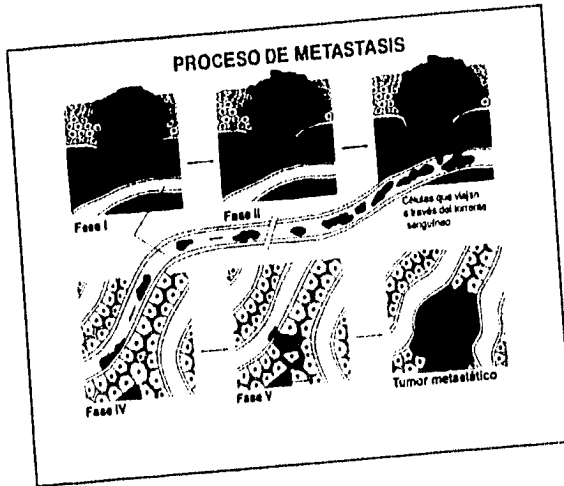 PROCESO DE METASTASIS
Fase I
Fase II
Células que viajan
a través del torrente
sanguíneo
Fase IV
Fase V
Tumor metastático